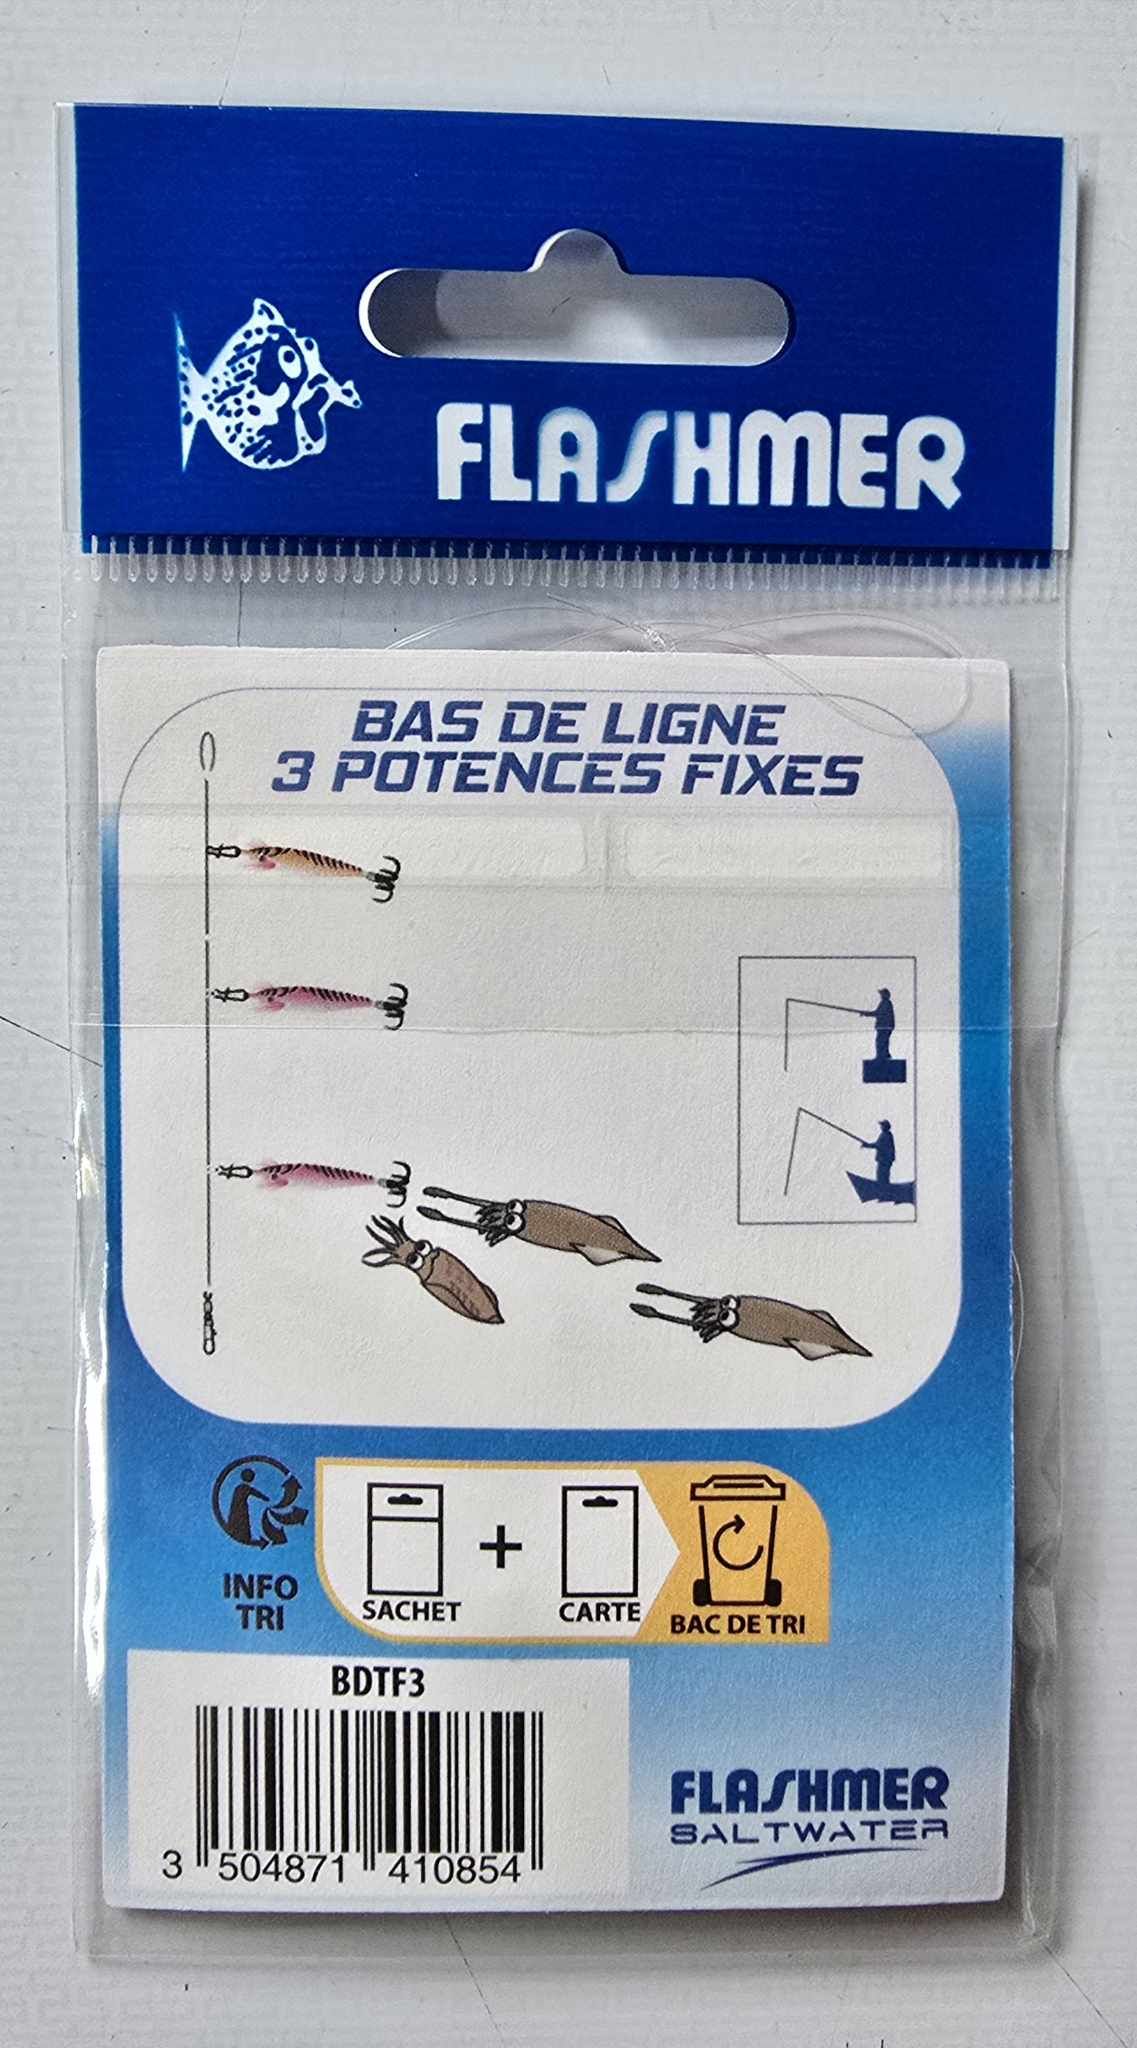 FLASHMER
BAS DE LIGNE
3 POTENCES FIXES
INFO
TRI
SACHET
+
CARTE
BAC DE TRI
BDTF3
3 504871 410854
FLASHMER
SALTWATER